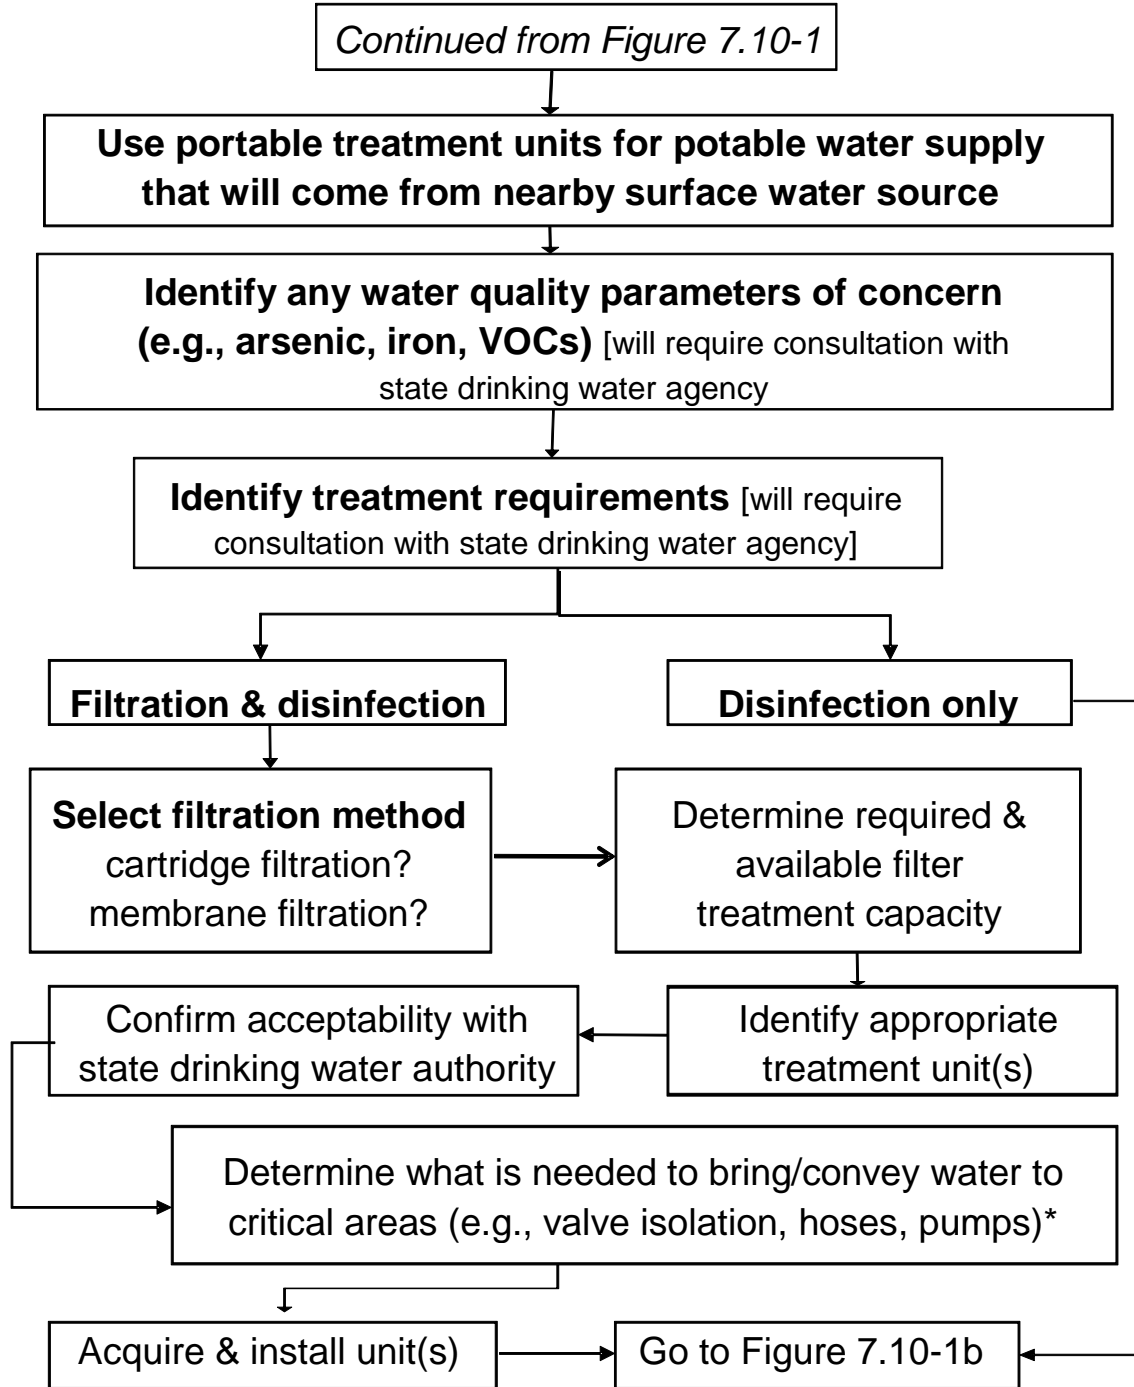 Continued from Figure 7.10-1
Use portable treatment units for potable water supply
that will come from nearby surface water source
Identify any water quality parameters of concern
(e.g., arsenic, iron, VOCs) [will require consultation with
state drinking water agency
Identify treatment requirements [will require
consultation with state drinking water agency]
Filtration & disinfection
Disinfection only
Select filtration method
cartridge filtration?
membrane filtration?
Determine required &
available filter
treatment capacity
Identify appropriate
treatment unit(s)
Confirm acceptability with
state drinking water authority
Determine what is needed to bring/convey water to
critical areas (e.g., valve isolation, hoses, pumps)*
Acquire & install unit(s)
Go to Figure 7.10-1b